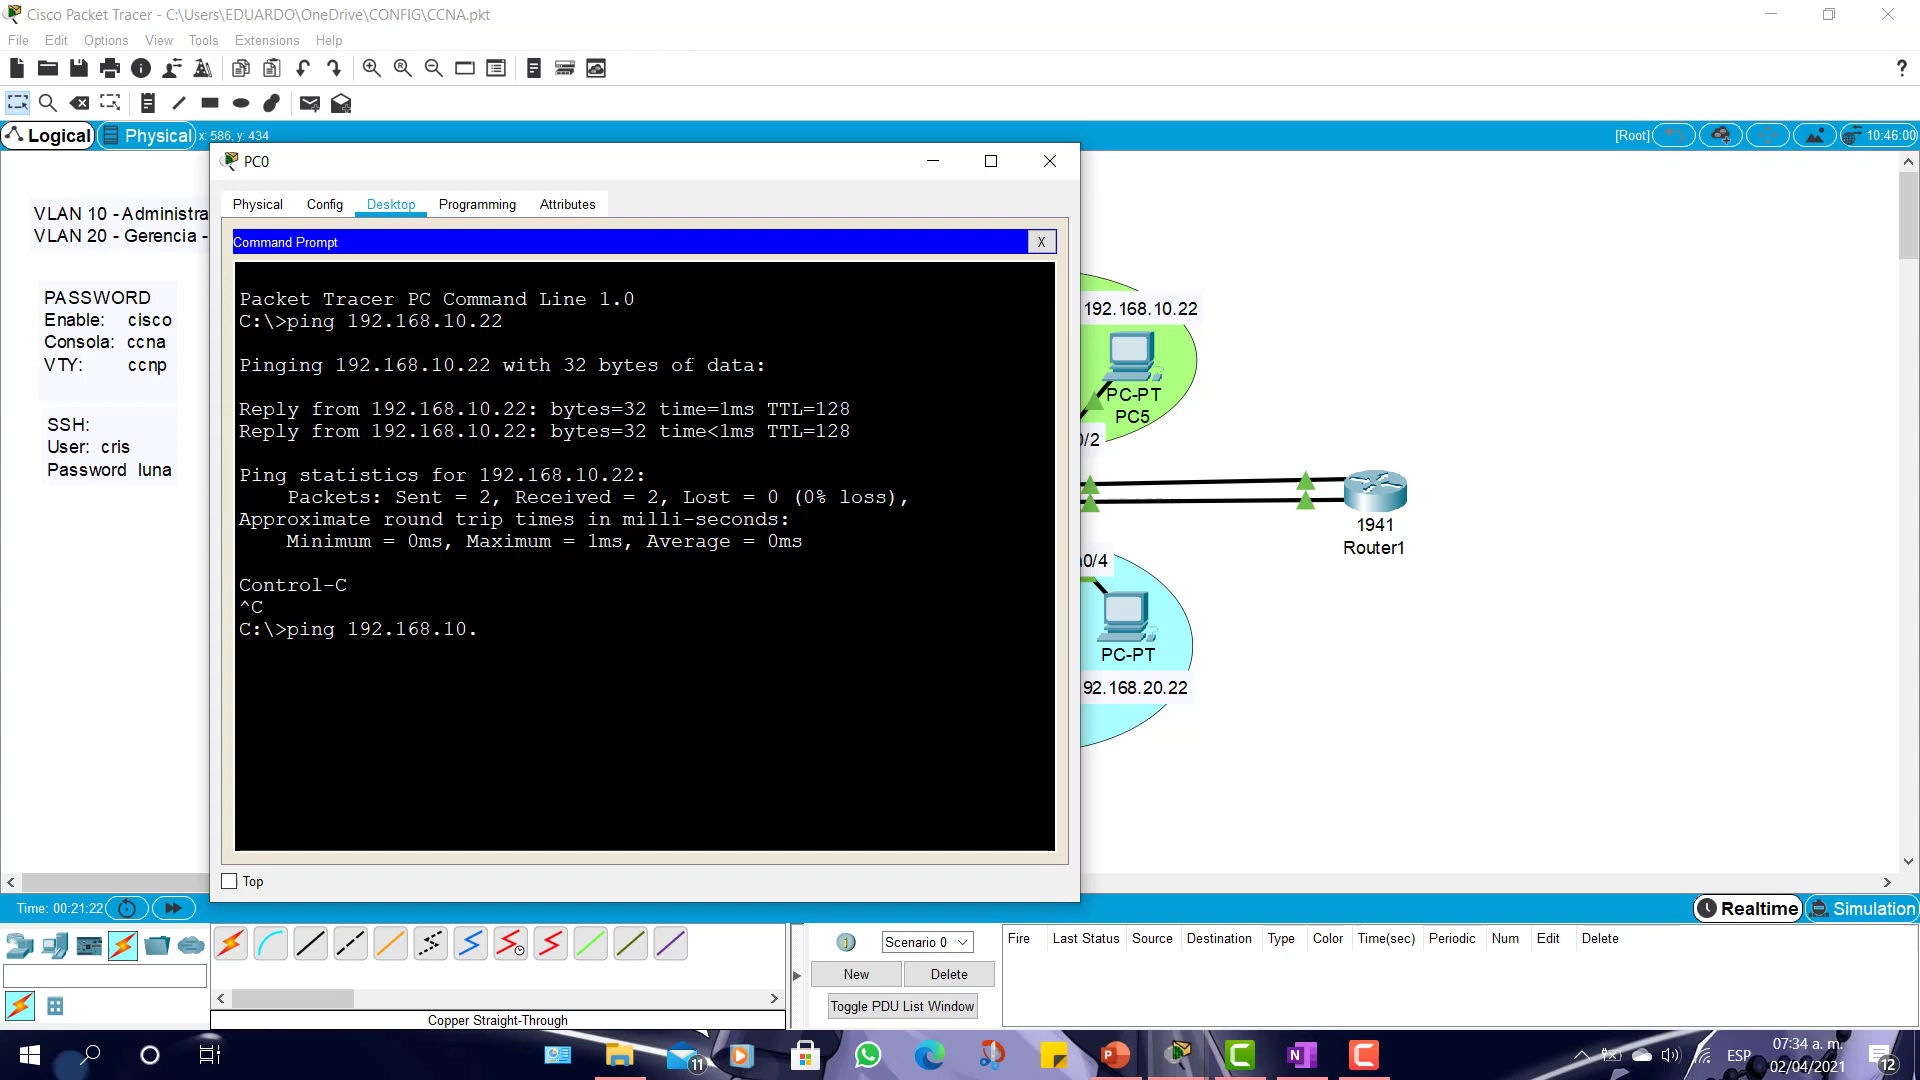 Cisco Packet Tracer - C:\Users\EDUARDO\OneDrive\CONFIG\CCNA.pkt
File Edit Options View Tools Extensions Help
?
Logical Physical x: 586, y: 434 [Root] 10:46:00
VLAN 10 - Administra
VLAN 20 - Gerencia -
PASSWORD
Enable: cisco
Consola: ccna
VTY: ccnp
SSH:
User: cris
Password luna
PC0
Physical Config Desktop Programming Attributes
Command Prompt X
Packet Tracer PC Command Line 1.0
C:\>ping 192.168.10.22
Pinging 192.168.10.22 with 32 bytes of data:
Reply from 192.168.10.22: bytes=32 time=1ms TTL=128
Reply from 192.168.10.22: bytes=32 time<1ms TTL=128
Ping statistics for 192.168.10.22:
Packets: Sent = 2, Received = 2, Lost = 0 (0% loss),
Approximate round trip times in milli-seconds:
Minimum = 0ms, Maximum = 1ms, Average = 0ms
Control-C
^C
C:\>ping 192.168.10.
Top
192.168.10.22
PC-PT
PC5
0/2
1941
Router1
0/4
PC-PT
92.168.20.22
Time: 00:21:22
Realtime Simulation
Copper Straight-Through
Scenario 0
New Delete
Toggle PDU List Window
Fire Last Status Source Destination Type Color Time(sec) Periodic Num Edit Delete
11
ESP
07:34 a. m.
02/04/2021
12